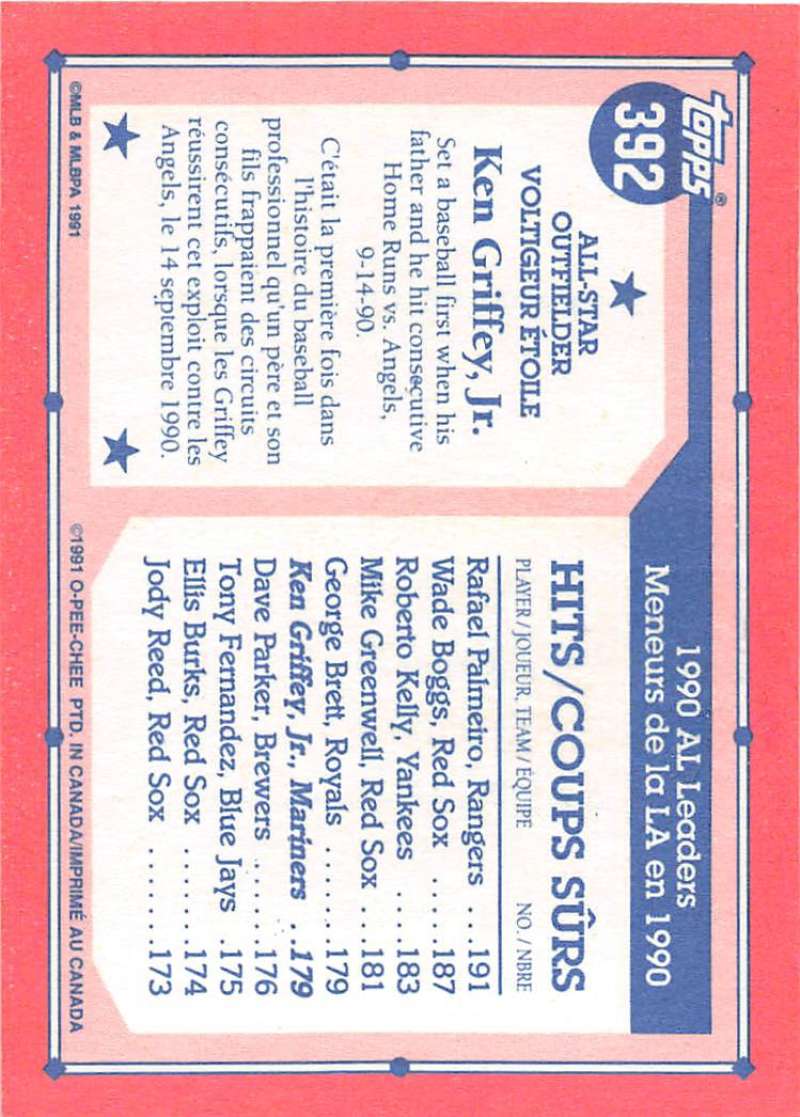 topps®
392
ALL-STAR
OUTFIELDER
VOLTIGEUR ÉTOILE
Ken Griffey, Jr.
Set a baseball first when his
father and he hit consecutive
Home Runs vs. Angels,
9-14-90.
C'était la première fois dans
l'histoire du baseball
professionnel qu'un père et son
fils frappaient des circuits
consécutifs, lorsque les Griffey
réussirent cet exploit contre les
Angels, le 14 septembre 1990.
©MLB & MLBPA 1991
1990 AL Leaders
Meneurs de la LA en 1990
HITS/COUPS SÛRS
PLAYER/JOUEUR, TEAM/ÉQUIPE NO./NBRE
Rafael Palmeiro, Rangers ...191
Wade Boggs, Red Sox ......187
Roberto Kelly, Yankees ....183
Mike Greenwell, Red Sox ...181
George Brett, Royals .......179
Ken Griffey, Jr., Mariners ..179
Dave Parker, Brewers ......176
Tony Fernandez, Blue Jays .175
Ellis Burks, Red Sox .......174
Jody Reed, Red Sox .......173
©1991 O-PEE-CHEE PTD. IN CANADA/IMPRIMÉ AU CANADA